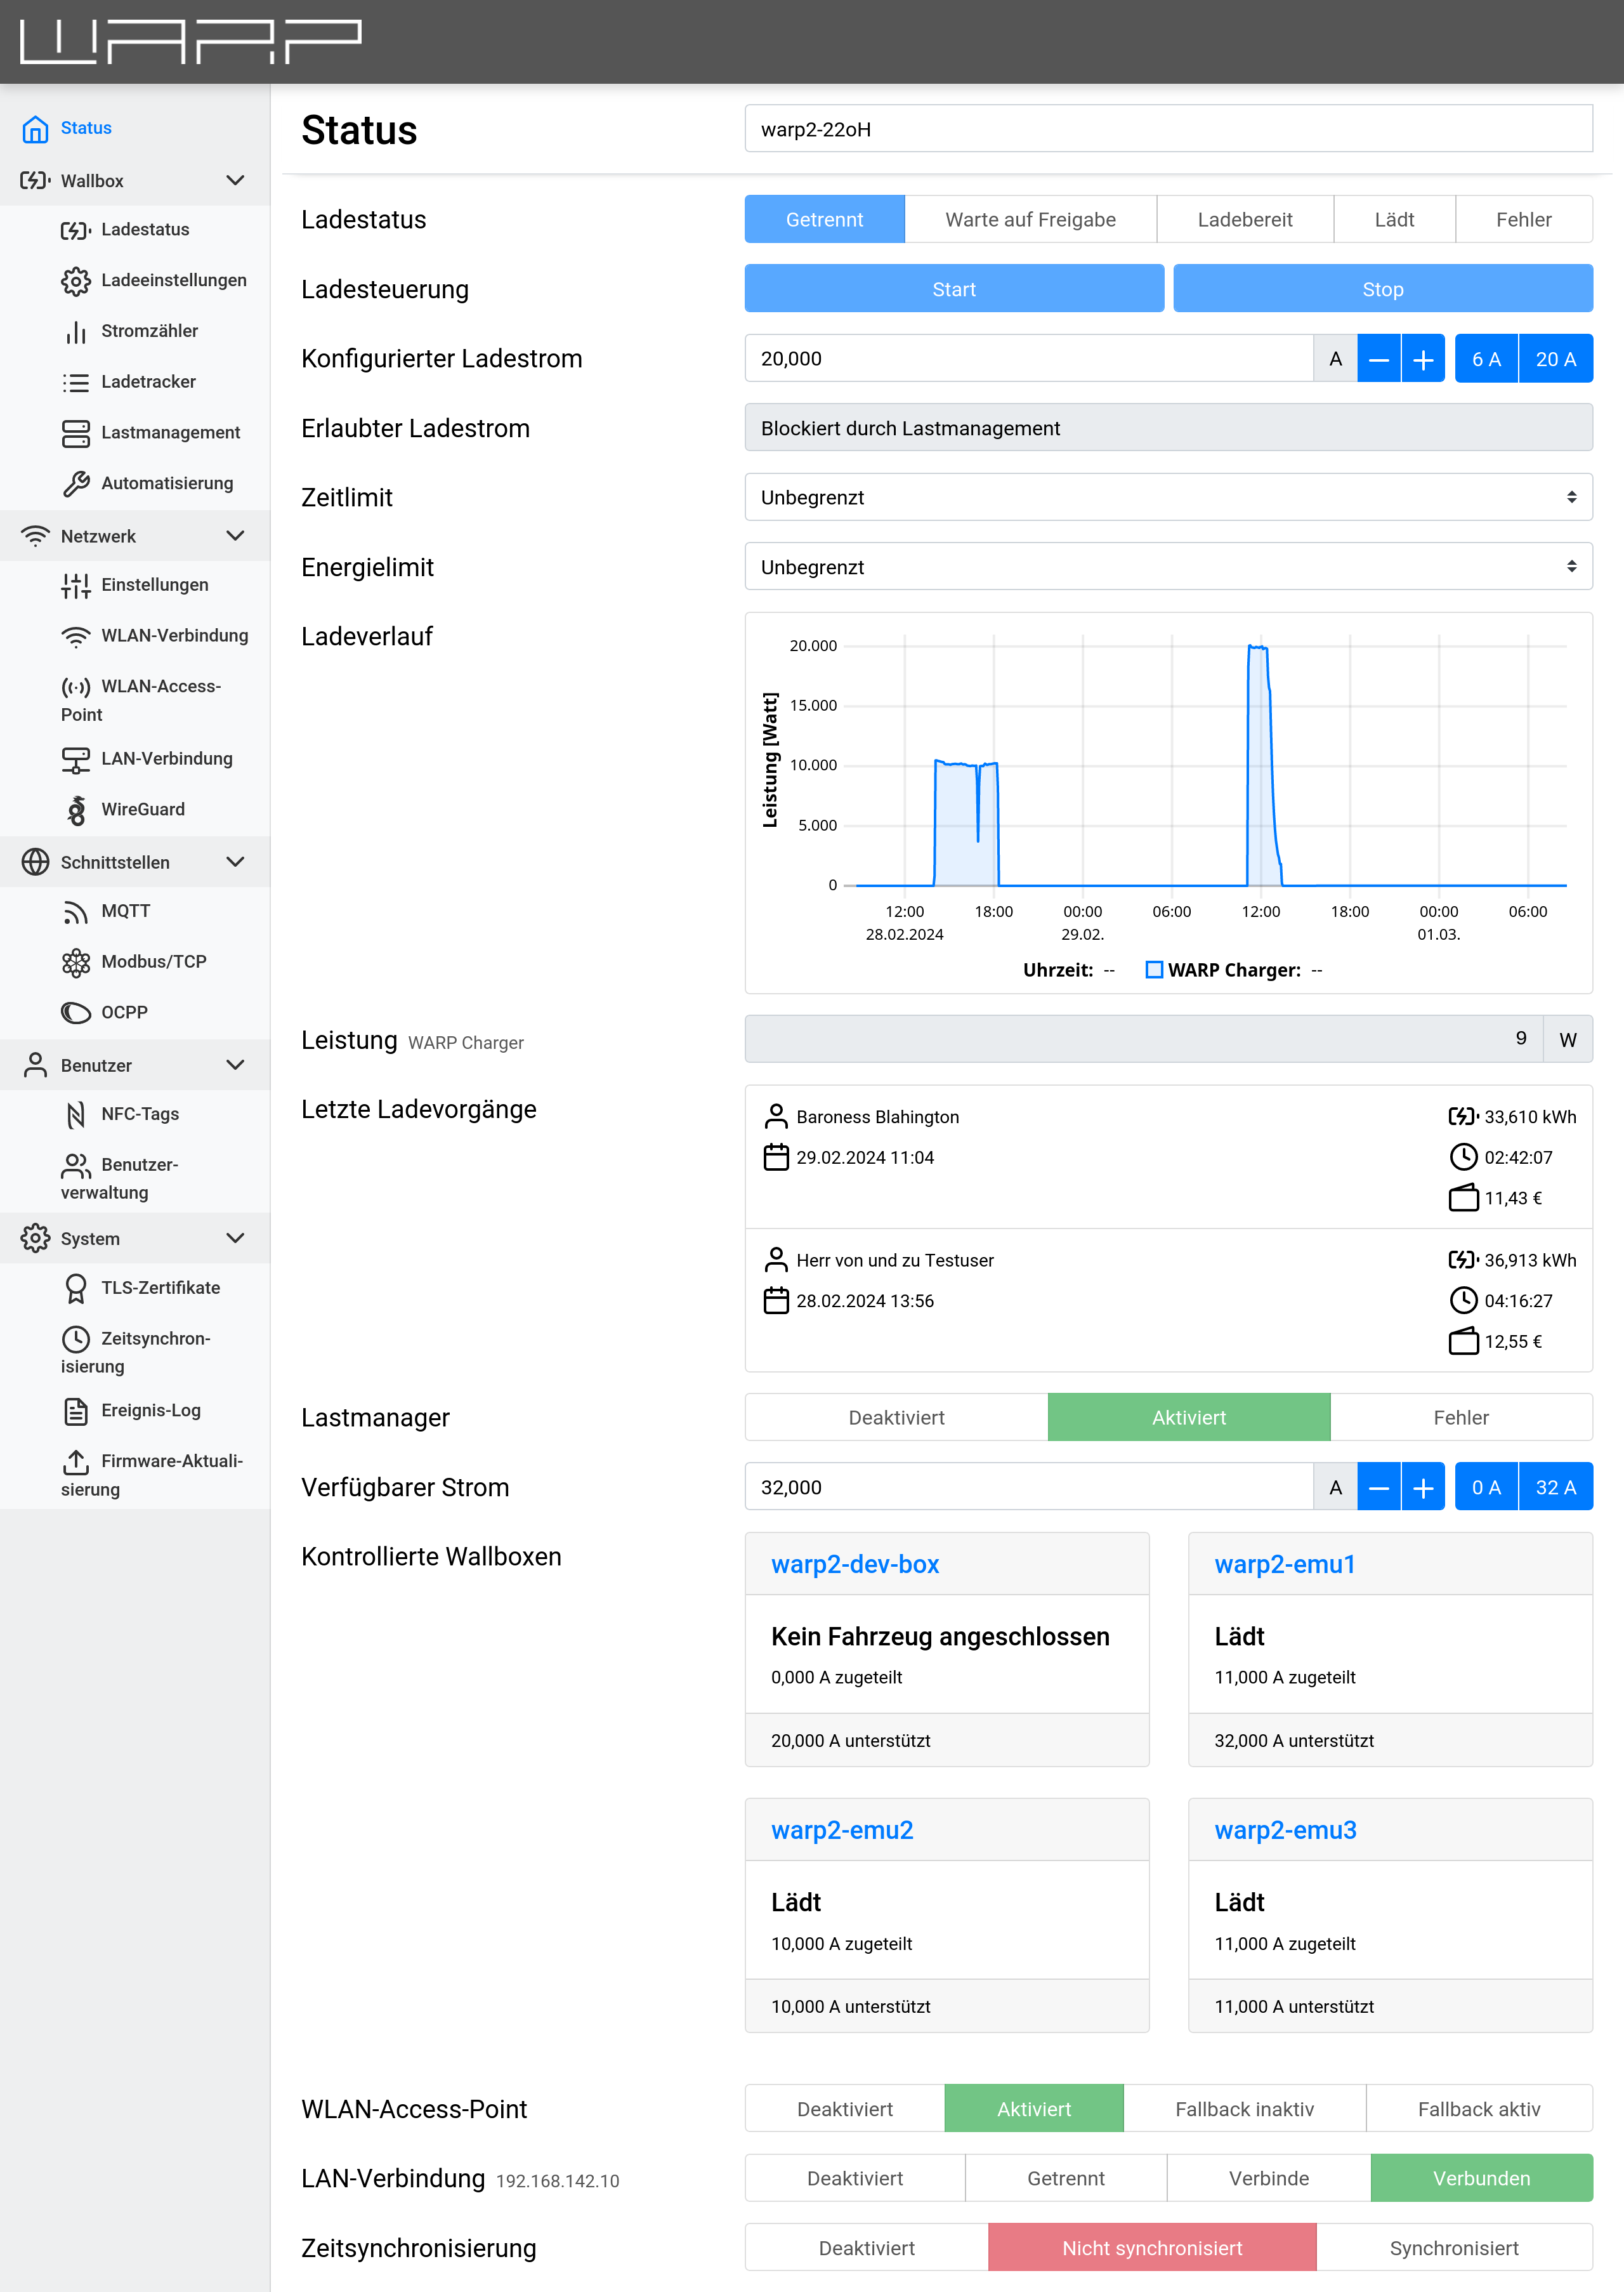 WARP
Status
Wallbox
Ladestatus
Ladeeinstellungen
Stromzähler
Ladetracker
Lastmanagement
Automatisierung
Netzwerk
Einstellungen
WLAN-Verbindung
WLAN-Access-
Point
LAN-Verbindung
WireGuard
Schnittstellen
MQTT
Modbus/TCP
OCPP
Benutzer
NFC-Tags
Benutzer-
verwaltung
System
TLS-Zertifikate
Zeitsynchron-
isierung
Ereignis-Log
Firmware-Aktuali-
sierung
Status warp2-22oH
Ladestatus Getrennt Warte auf Freigabe Ladebereit Lädt Fehler
Ladesteuerung Start Stop
Konfigurierter Ladestrom 20,000 A − + 6 A 20 A
Erlaubter Ladestrom Blockiert durch Lastmanagement
Zeitlimit Unbegrenzt
Energielimit Unbegrenzt
Ladeverlauf
Leistung [Watt]
20.000
15.000
10.000
5.000
0
12:00 18:00 00:00 06:00 12:00 18:00 00:00 06:00
28.02.2024 29.02. 01.03.
Uhrzeit: -- WARP Charger: --
Leistung WARP Charger 9 W
Letzte Ladevorgänge
Baroness Blahington 33,610 kWh
29.02.2024 11:04 02:42:07
11,43 €
Herr von und zu Testuser 36,913 kWh
28.02.2024 13:56 04:16:27
12,55 €
Lastmanager Deaktiviert Aktiviert Fehler
Verfügbarer Strom 32,000 A − + 0 A 32 A
Kontrollierte Wallboxen
warp2-dev-box
Kein Fahrzeug angeschlossen
0,000 A zugeteilt
20,000 A unterstützt
warp2-emu1
Lädt
11,000 A zugeteilt
32,000 A unterstützt
warp2-emu2
Lädt
10,000 A zugeteilt
10,000 A unterstützt
warp2-emu3
Lädt
11,000 A zugeteilt
11,000 A unterstützt
WLAN-Access-Point Deaktiviert Aktiviert Fallback inaktiv Fallback aktiv
LAN-Verbindung 192.168.142.10 Deaktiviert Getrennt Verbinde Verbunden
Zeitsynchronisierung Deaktiviert Nicht synchronisiert Synchronisiert